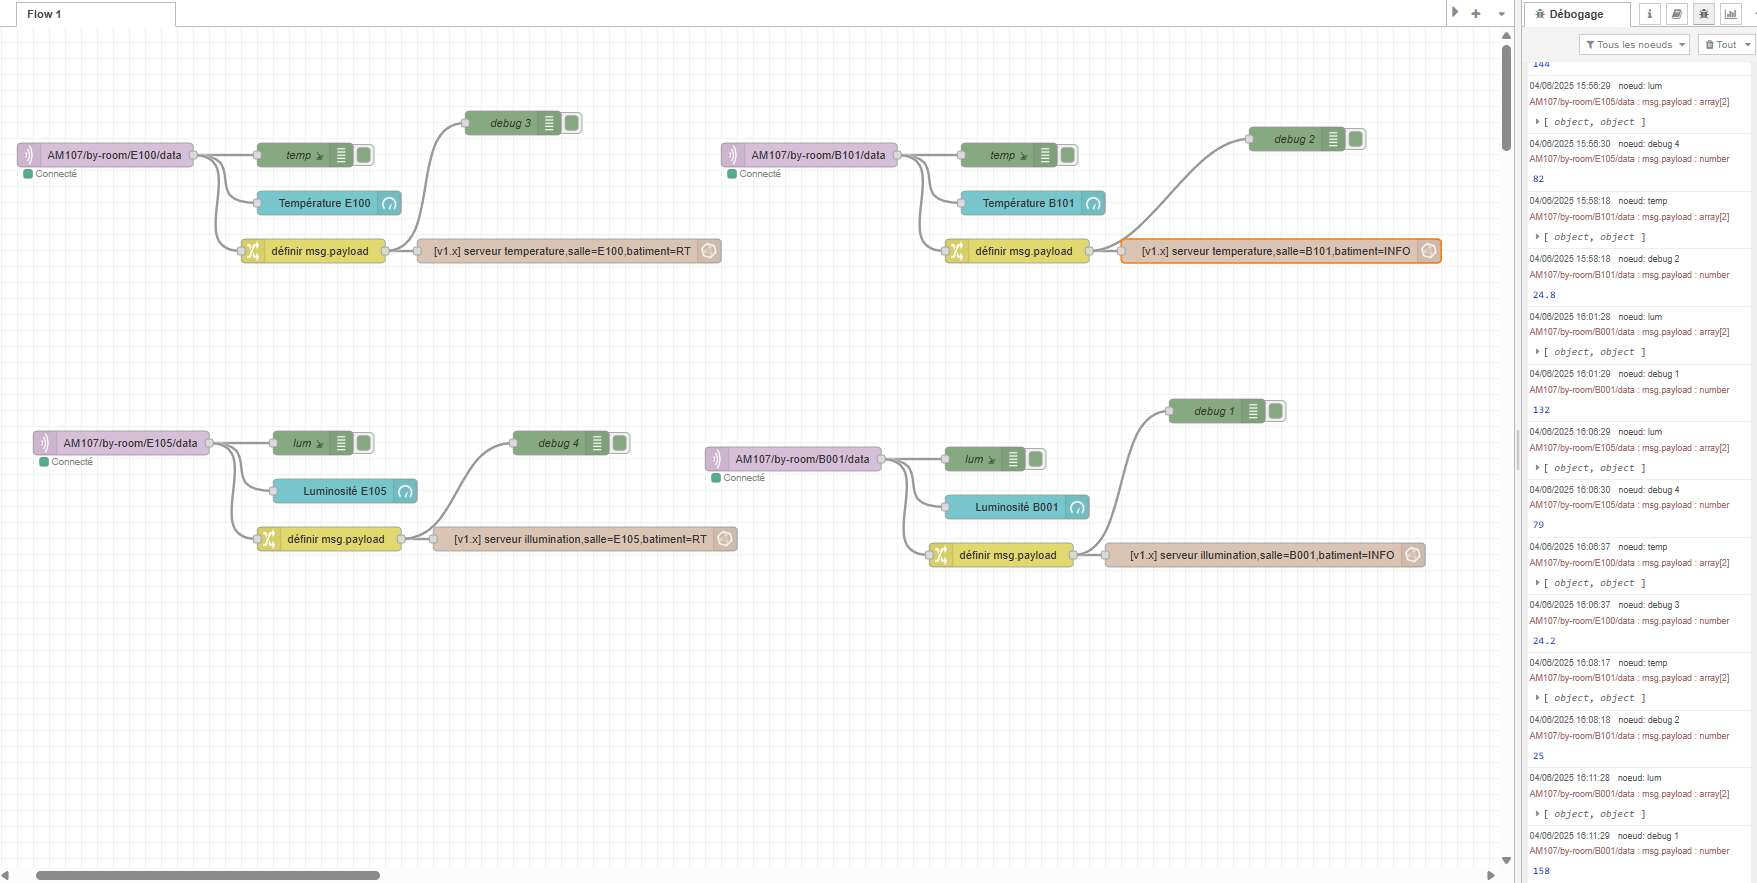 Flow 1
debug 3
AM107/by-room/E100/data
temp
Connecté
Température E100
définir msg.payload
[v1.x] serveur temperature,salle=E100,batiment=RT
debug 2
AM107/by-room/B101/data
temp
Connecté
Température B101
définir msg.payload
[v1.x] serveur temperature,salle=B101,batiment=INFO
AM107/by-room/E105/data
lum
debug 4
Connecté
Luminosité E105
définir msg.payload
[v1.x] serveur illumination,salle=E105,batiment=RT
debug 1
AM107/by-room/B001/data
lum
Connecté
Luminosité B001
définir msg.payload
[v1.x] serveur illumination,salle=B001,batiment=INFO
Débogage
Tous les noeuds
Tout
144
04/06/2025 15:56:29 noeud: lum
AM107/by-room/E105/data : msg.payload : array[2]
[ object, object ]
04/06/2025 15:56:30 noeud: debug 4
AM107/by-room/E105/data : msg.payload : number
82
04/06/2025 15:58:18 noeud: temp
AM107/by-room/B101/data : msg.payload : array[2]
[ object, object ]
04/06/2025 15:58:18 noeud: debug 2
AM107/by-room/B101/data : msg.payload : number
24.8
04/06/2025 16:01:28 noeud: lum
AM107/by-room/B001/data : msg.payload : array[2]
[ object, object ]
04/06/2025 16:01:29 noeud: debug 1
AM107/by-room/B001/data : msg.payload : number
132
04/06/2025 16:06:29 noeud: lum
AM107/by-room/E105/data : msg.payload : array[2]
[ object, object ]
04/06/2025 16:06:30 noeud: debug 4
AM107/by-room/E105/data : msg.payload : number
79
04/06/2025 16:06:37 noeud: temp
AM107/by-room/E100/data : msg.payload : array[2]
[ object, object ]
04/06/2025 16:06:37 noeud: debug 3
AM107/by-room/E100/data : msg.payload : number
24.2
04/06/2025 16:08:17 noeud: temp
AM107/by-room/B101/data : msg.payload : array[2]
[ object, object ]
04/06/2025 16:08:18 noeud: debug 2
AM107/by-room/B101/data : msg.payload : number
25
04/06/2025 16:11:28 noeud: lum
AM107/by-room/B001/data : msg.payload : array[2]
[ object, object ]
04/06/2025 16:11:29 noeud: debug 1
AM107/by-room/B001/data : msg.payload : number
158